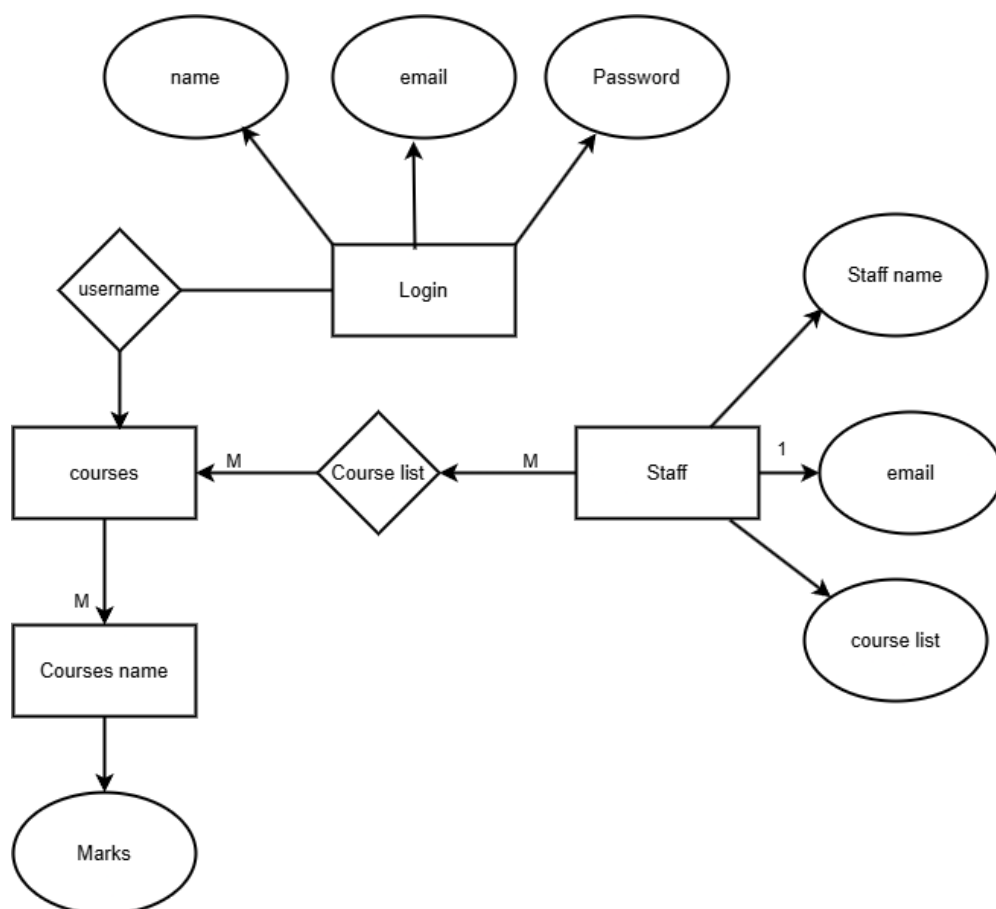 name
email
Password
Staff name
username
Login
courses
M
Course list
M
Staff
1
email
M
course list
Courses name
Marks